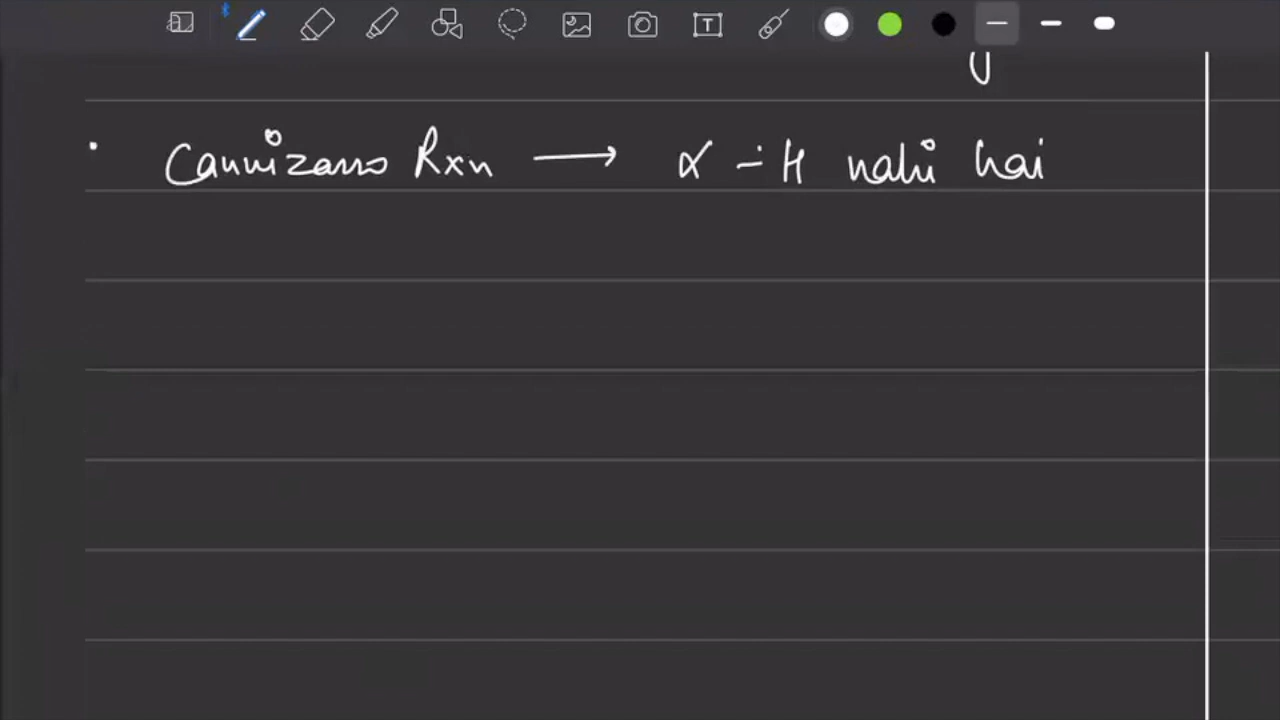 • Cannizaro Rxn → α-H nahi hai